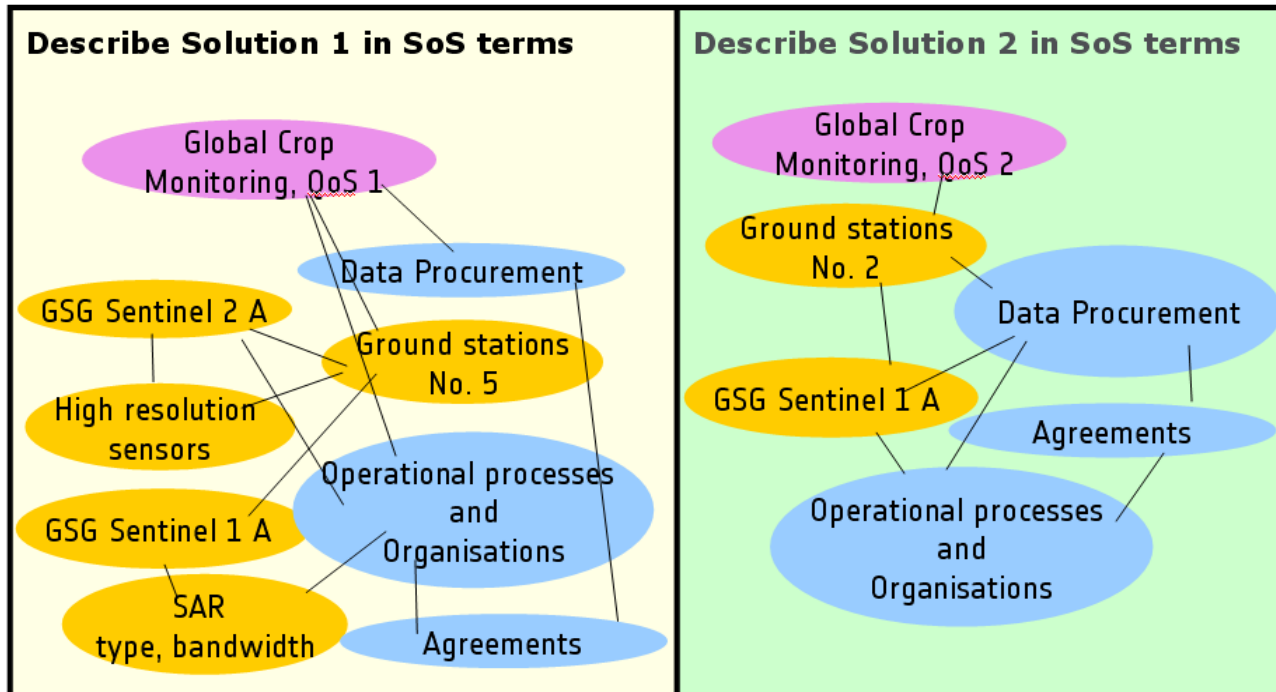 Describe Solution 1 in SoS terms
Global Crop
Monitoring, QoS 1
Data Procurement
GSG Sentinel 2 A
Ground stations
No. 5
High resolution
sensors
Operational processes
and
Organisations
GSG Sentinel 1 A
SAR
type, bandwidth
Agreements
Describe Solution 2 in SoS terms
Global Crop
Monitoring, QoS 2
Ground stations
No. 2
Data Procurement
GSG Sentinel 1 A
Agreements
Operational processes
and
Organisations